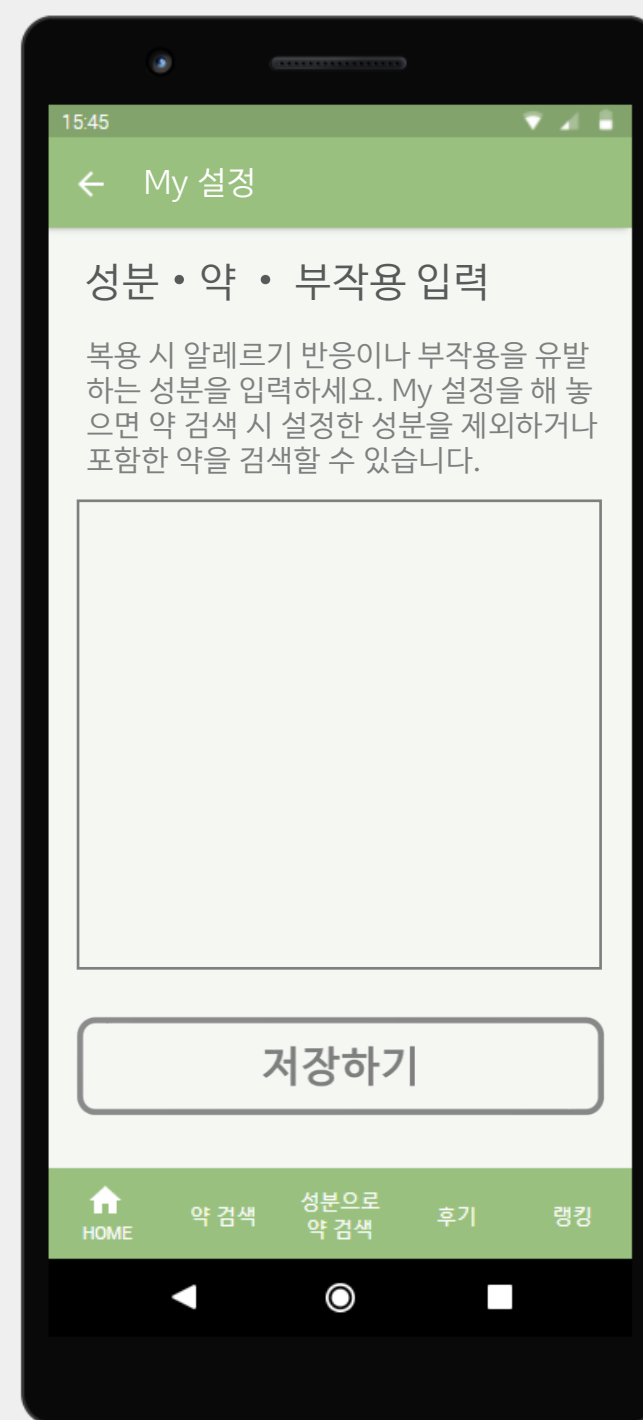 15:45
My 설정
성분 • 약 • 부작용 입력
복용 시 알레르기 반응이나 부작용을 유발
하는 성분을 입력하세요. My 설정을 해 놓
으면 약 검색 시 설정한 성분을 제외하거나
포함한 약을 검색할 수 있습니다.
저장하기
HOME
약 검색
성분으로
약 검색
후기
랭킹